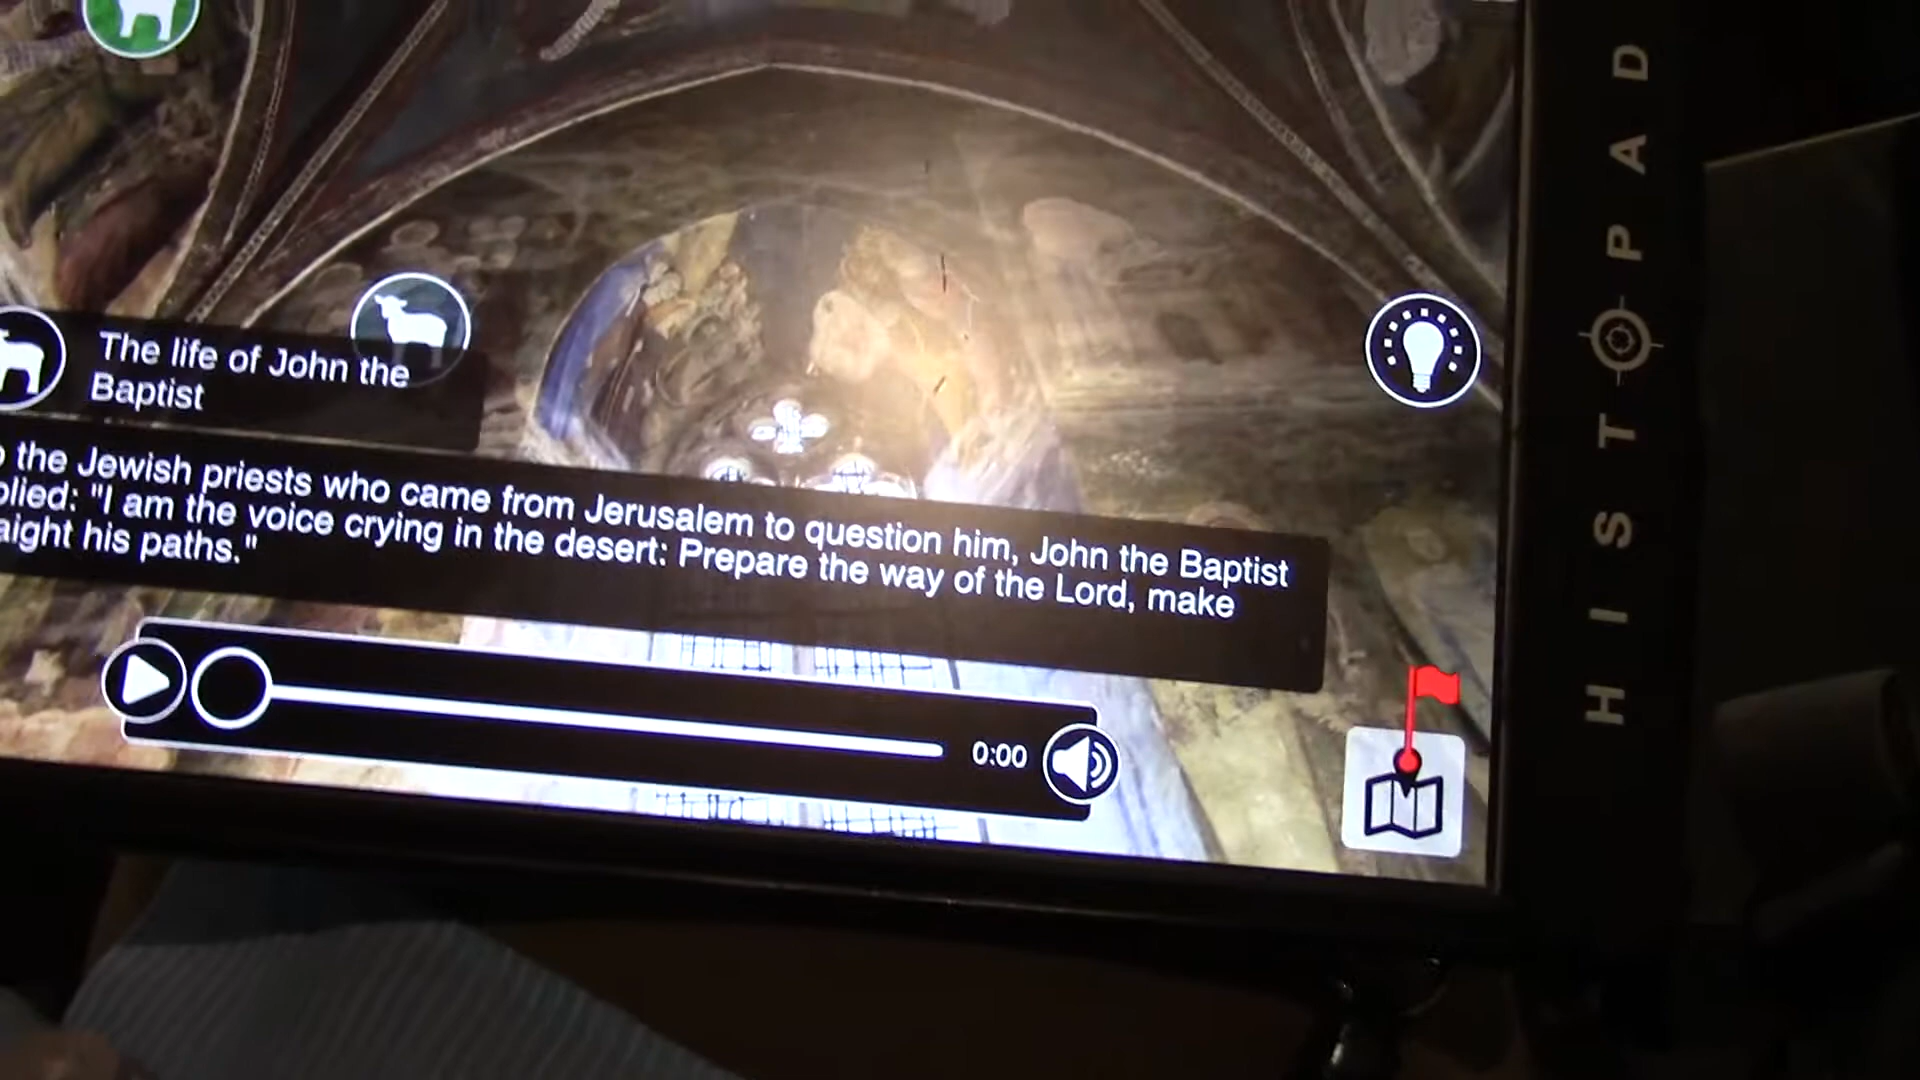 The life of John the
Baptist
the Jewish priests who came from Jerusalem to question him, John the Baptist
"I am the voice crying in the desert: Prepare the way of the Lord, make
his paths."
0:00
HISTPAD